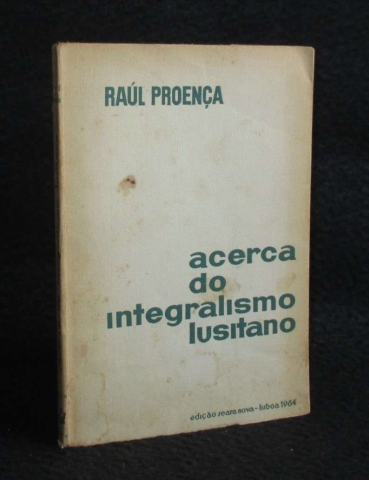 RAÚL PROENÇA
acerca
do
integralismo
lusitano
edição seara nova - lisboa 1964